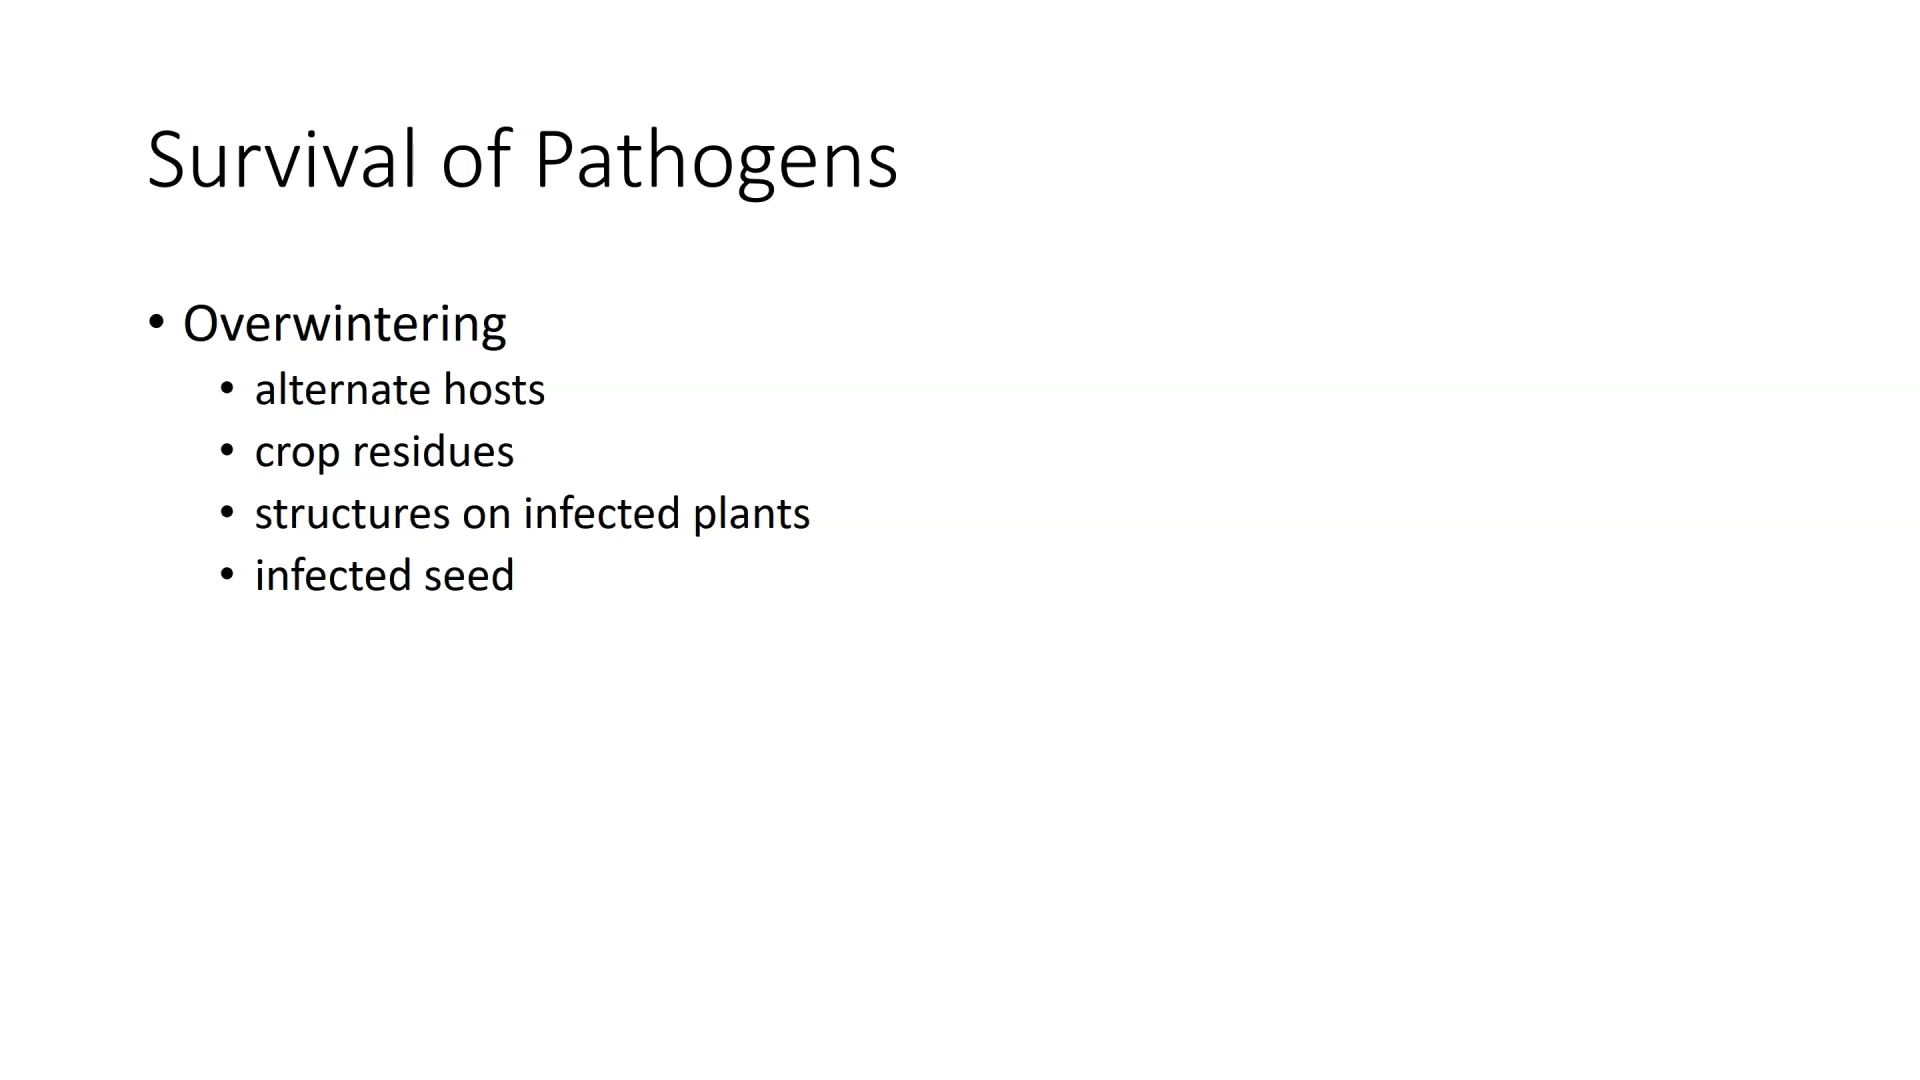 Survival of Pathogens
• Overwintering
• alternate hosts
• crop residues
• structures on infected plants
• infected seed